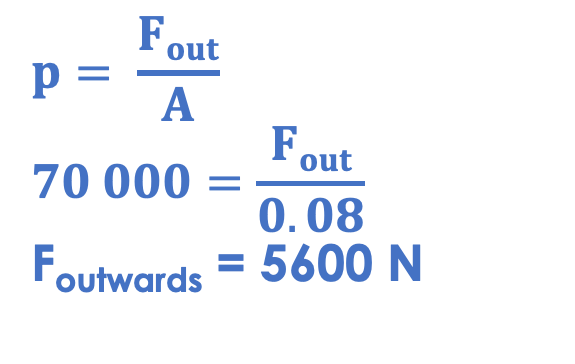 p = F_out / A
70 000 = F_out / 0.08
F_outwards = 5600 N